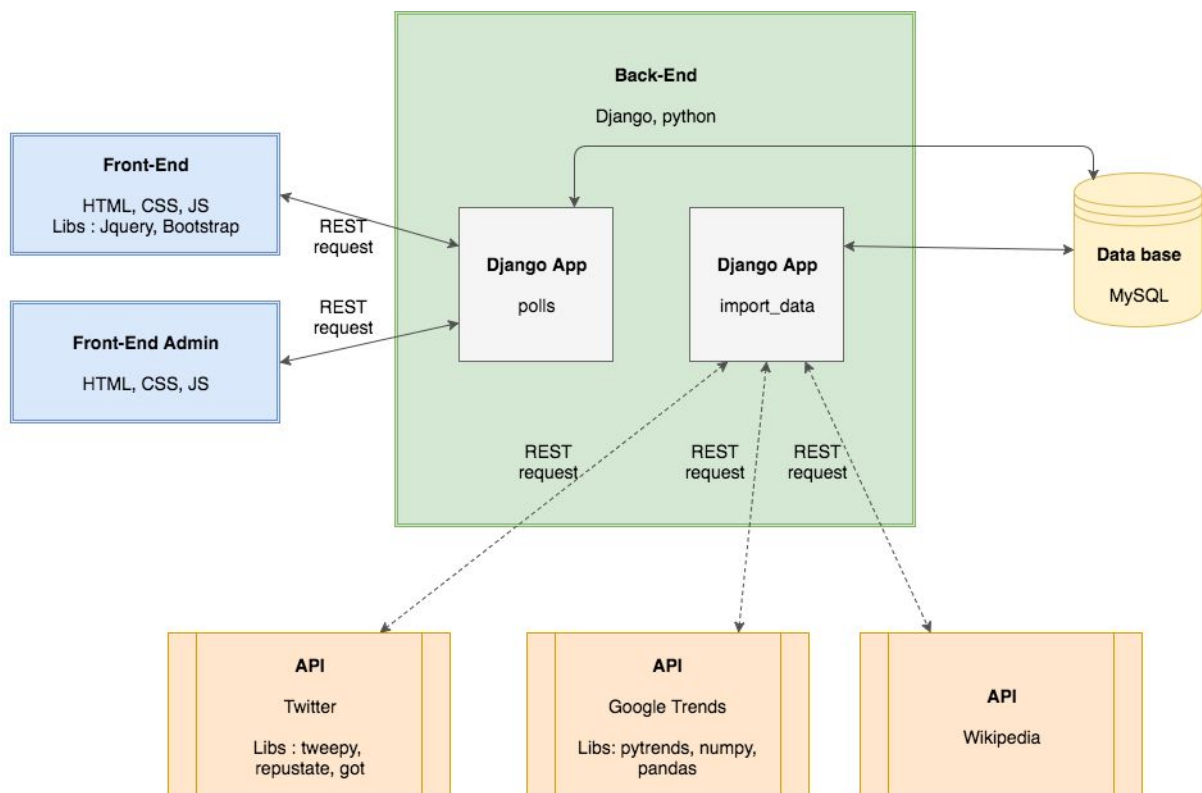 Back-End
Django, python
Front-End
HTML, CSS, JS
Libs : Jquery, Bootstrap
REST
request
Django App
polls
Django App
import_data
Data base
MySQL
REST
request
Front-End Admin
HTML, CSS, JS
REST
request
REST
request
REST
request
API
Twitter
Libs : tweepy,
repustate, got
API
Google Trends
Libs: pytrends, numpy,
pandas
API
Wikipedia